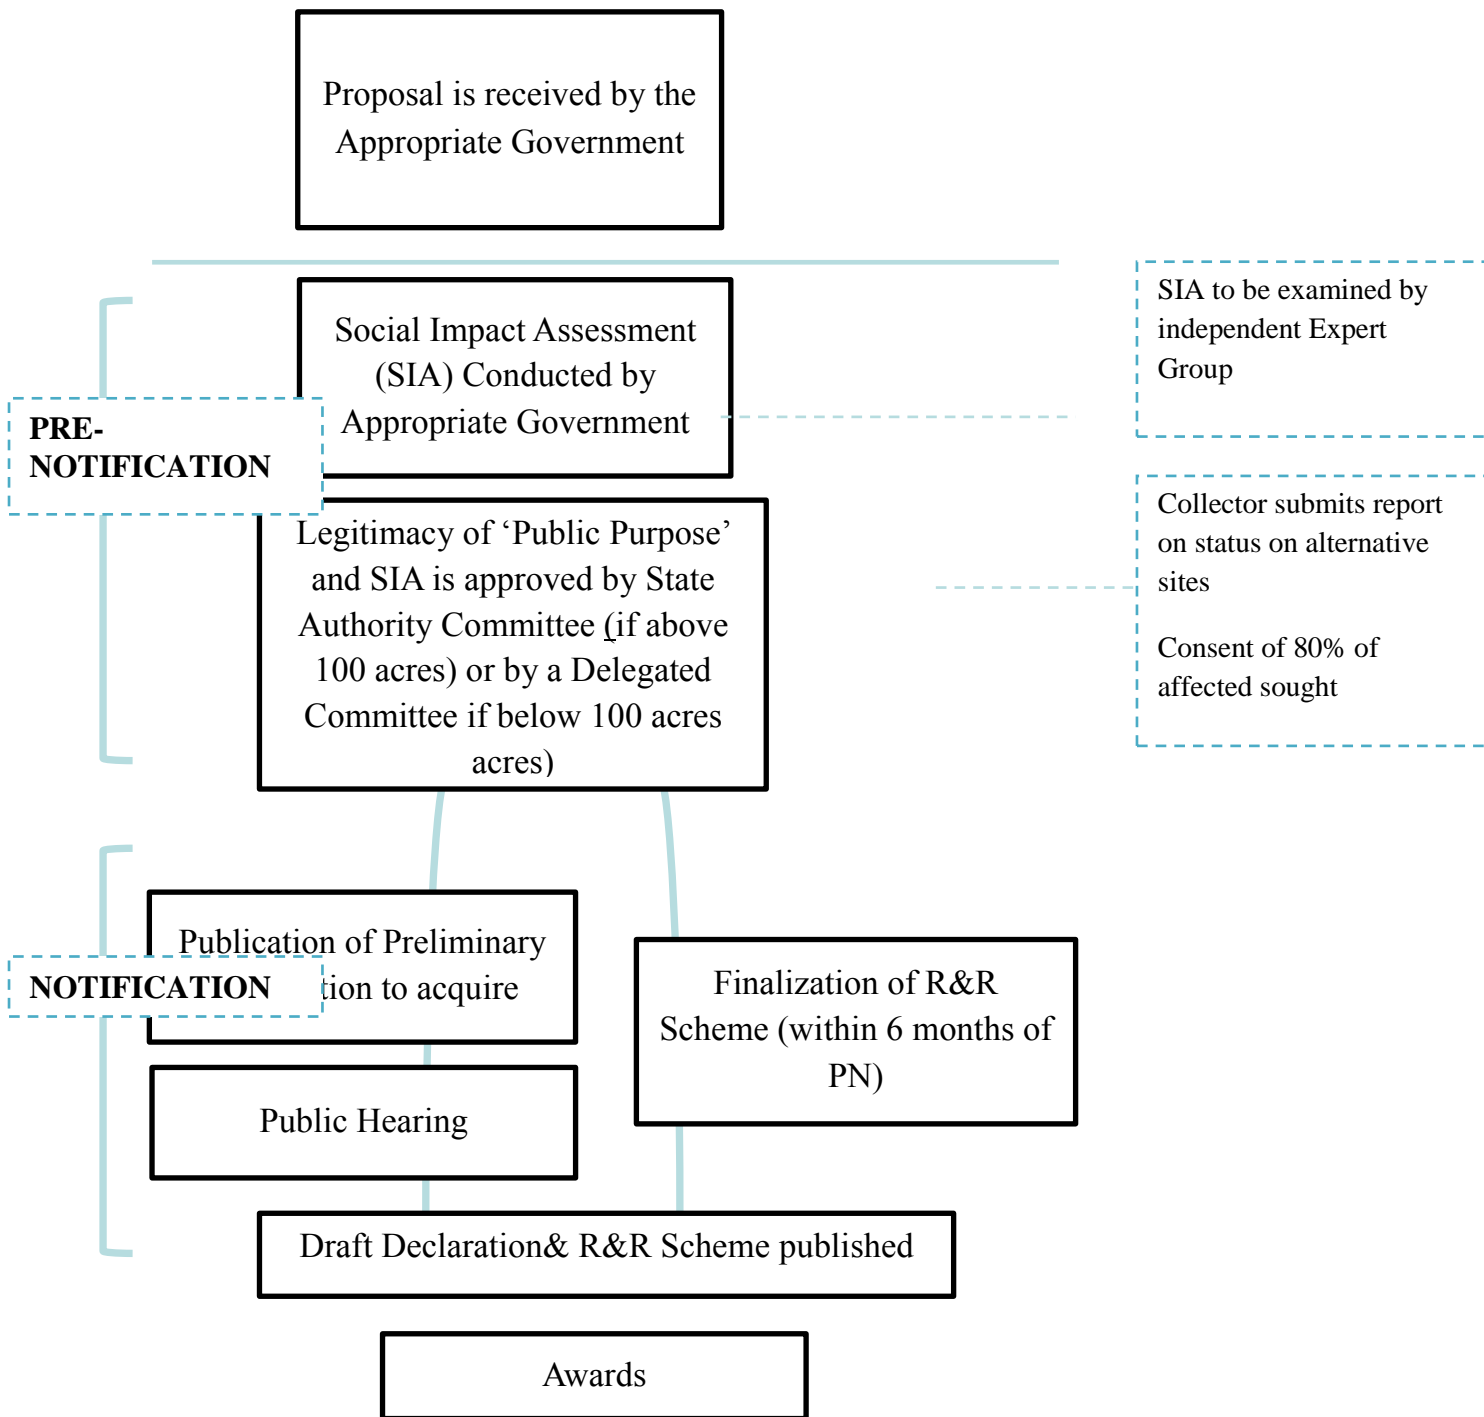 Proposal is received by the
Appropriate Government
Social Impact Assessment
(SIA) Conducted by
Appropriate Government
SIA to be examined by
independent Expert
Group
PRE-
NOTIFICATION
Legitimacy of ‘Public Purpose’
and SIA is approved by State
Authority Committee (if above
100 acres) or by a Delegated
Committee if below 100 acres
acres)
Collector submits report
on status on alternative
sites
Consent of 80% of
affected sought
Publication of Preliminary
tion to acquire
NOTIFICATION
Finalization of R&R
Scheme (within 6 months of
PN)
Public Hearing
Draft Declaration& R&R Scheme published
Awards